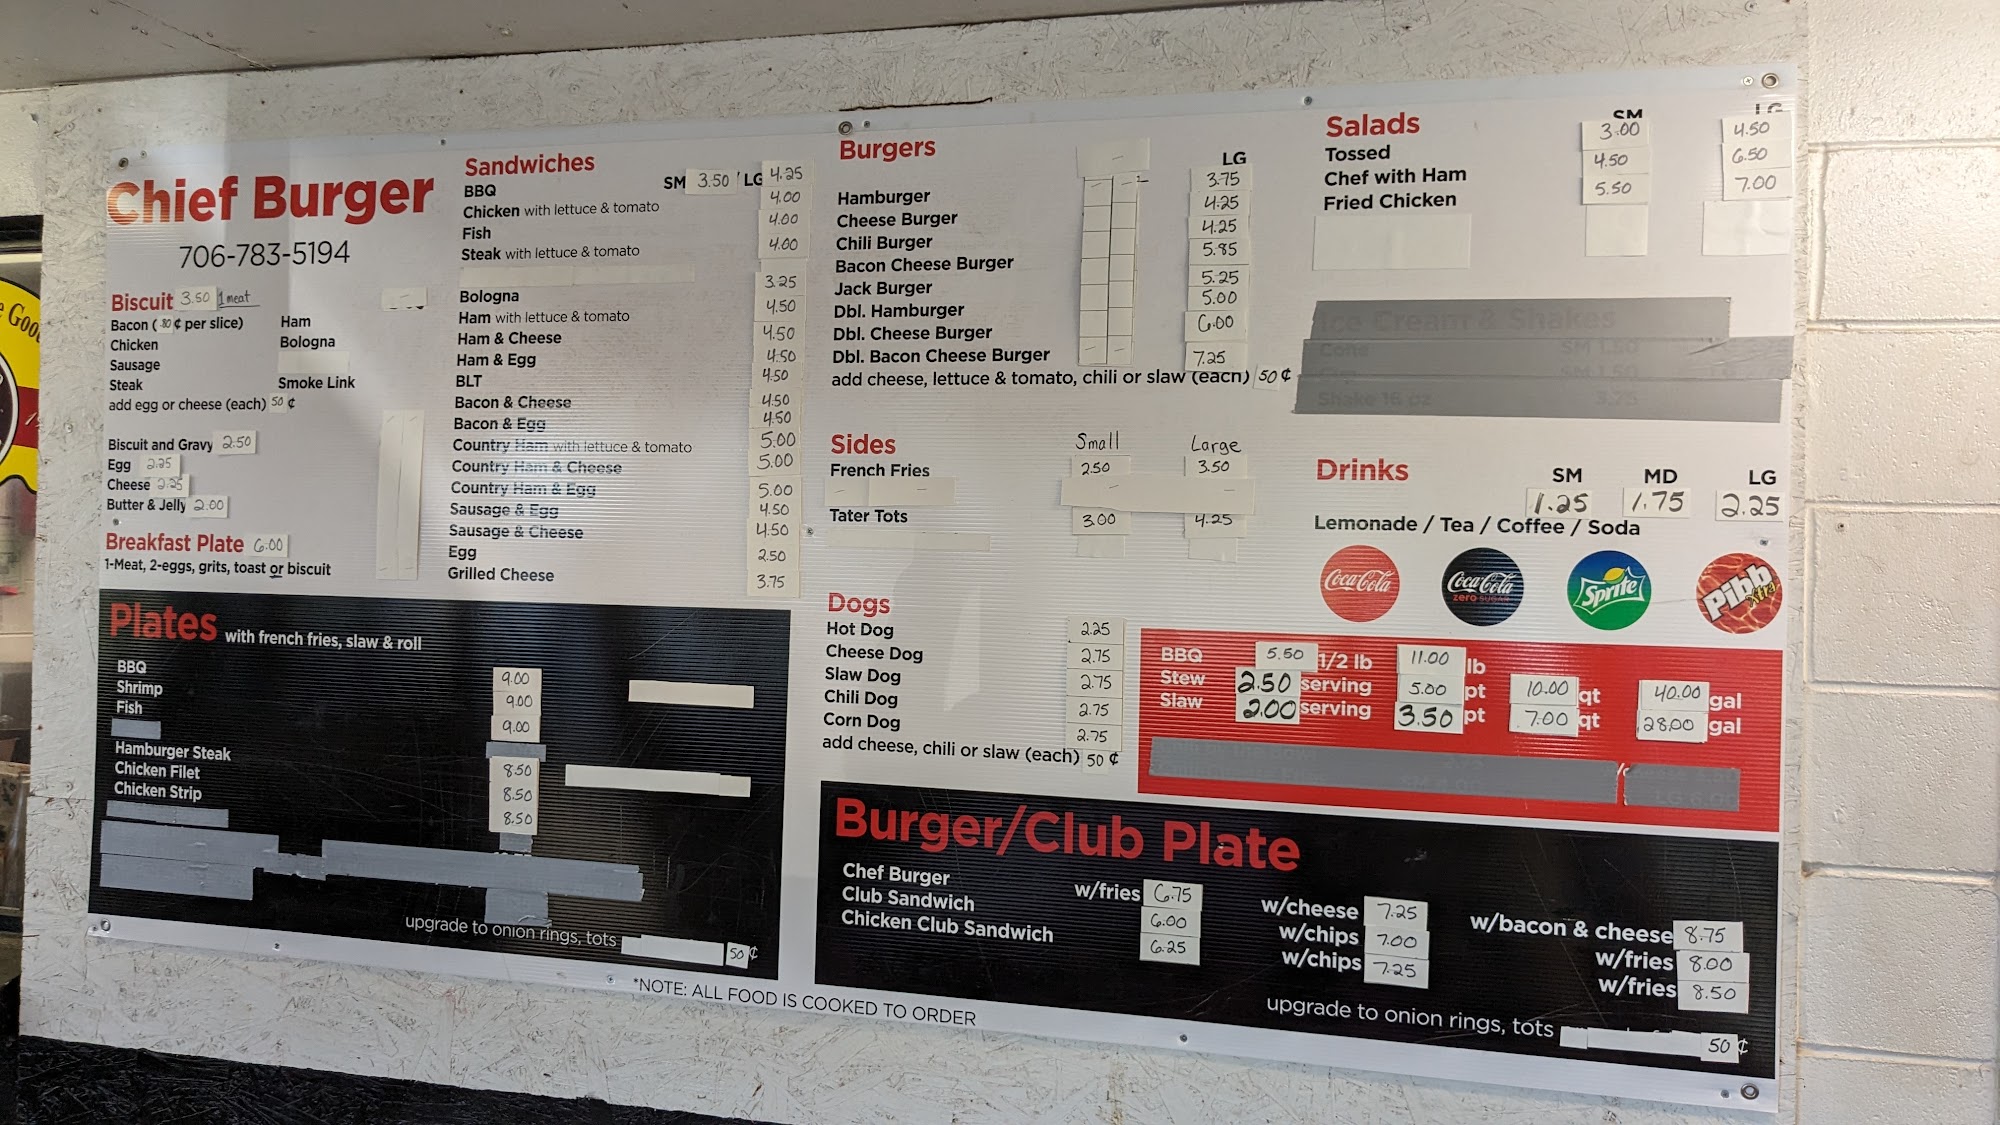 Chief Burger
706-783-5194
Biscuit 3.50 1 meat
Bacon ( .80 ¢ per slice) Ham
Chicken Bologna
Sausage
Steak Smoke Link
add egg or cheese (each) 50 ¢
Biscuit and Gravy 2.50
Egg 2.25
Cheese 2.25
Butter & Jelly 2.00
Breakfast Plate 6.00
1-Meat, 2-eggs, grits, toast or biscuit
Sandwiches
BBQ SM 3.50 / LG 4.25
Chicken with lettuce & tomato 4.00
Fish 4.00
Steak with lettuce & tomato 4.00
Bologna 3.25
Ham with lettuce & tomato 4.50
Ham & Cheese 4.50
Ham & Egg 4.50
BLT 4.50
Bacon & Cheese 4.50
Bacon & Egg 4.50
Country Ham with lettuce & tomato 5.00
Country Ham & Cheese 5.00
Country Ham & Egg 5.00
Sausage & Egg 4.50
Sausage & Cheese 4.50
Egg 2.50
Grilled Cheese 3.75
Plates with french fries, slaw & roll
BBQ 9.00
Shrimp 9.00
Fish 9.00
Hamburger Steak 8.50
Chicken Filet 8.50
Chicken Strip 8.50
upgrade to onion rings, tots 50 ¢
Burgers LG
Hamburger 3.75
Cheese Burger 4.25
Chili Burger 4.25
Bacon Cheese Burger 5.85
Jack Burger 5.25
Dbl. Hamburger 5.00
Dbl. Cheese Burger 6.00
Dbl. Bacon Cheese Burger 7.25
add cheese, lettuce & tomato, chili or slaw (each) 50 ¢
Sides Small Large
French Fries 2.50 3.50
Tater Tots 3.00 4.25
Dogs
Hot Dog 2.25
Cheese Dog 2.75
Slaw Dog 2.75
Chili Dog 2.75
Corn Dog 2.75
add cheese, chili or slaw (each) 50 ¢
Salads SM LG
Tossed 3.00 4.50
Chef with Ham 4.50 6.50
Fried Chicken 5.50 7.00
Ice Cream & Shakes
Cone SM 1.50
SM 1.50
Shake 16 oz 3.75
Drinks SM MD LG
1.25 1.75 2.25
Lemonade / Tea / Coffee / Soda
Coca-Cola Coca-Cola zero sugar Sprite Pibb Xtra
BBQ 5.50 1/2 lb 11.00 lb
Stew 2.50 serving 5.00 pt 10.00 qt 40.00 gal
Slaw 2.00 serving 3.50 pt 7.00 qt 28.00 gal
Burger/Club Plate
Chef Burger w/fries 6.75 w/cheese 7.25 w/bacon & cheese 8.75
Club Sandwich 6.00 w/chips 7.00 w/fries 8.00
Chicken Club Sandwich 6.25 w/chips 7.25 w/fries 8.50
upgrade to onion rings, tots 50 ¢
*NOTE: ALL FOOD IS COOKED TO ORDER